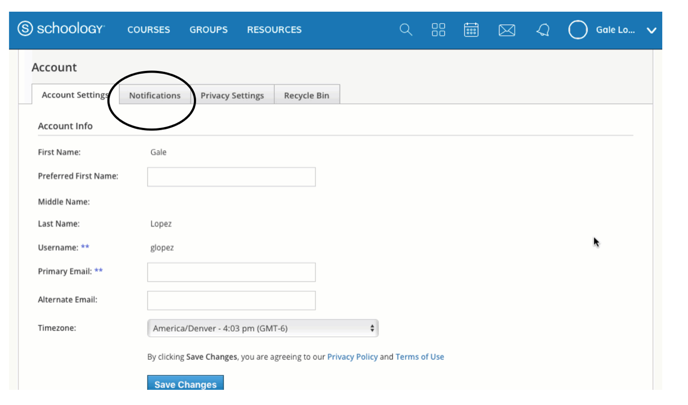 S schoology COURSES GROUPS RESOURCES Gale Lo...
Account
Account Settings Notifications Privacy Settings Recycle Bin
Account Info
First Name: Gale
Preferred First Name:
Middle Name:
Last Name: Lopez
Username: ** glopez
Primary Email: **
Alternate Email:
Timezone: America/Denver - 4:03 pm (GMT-6)
By clicking Save Changes, you are agreeing to our Privacy Policy and Terms of Use
Save Changes